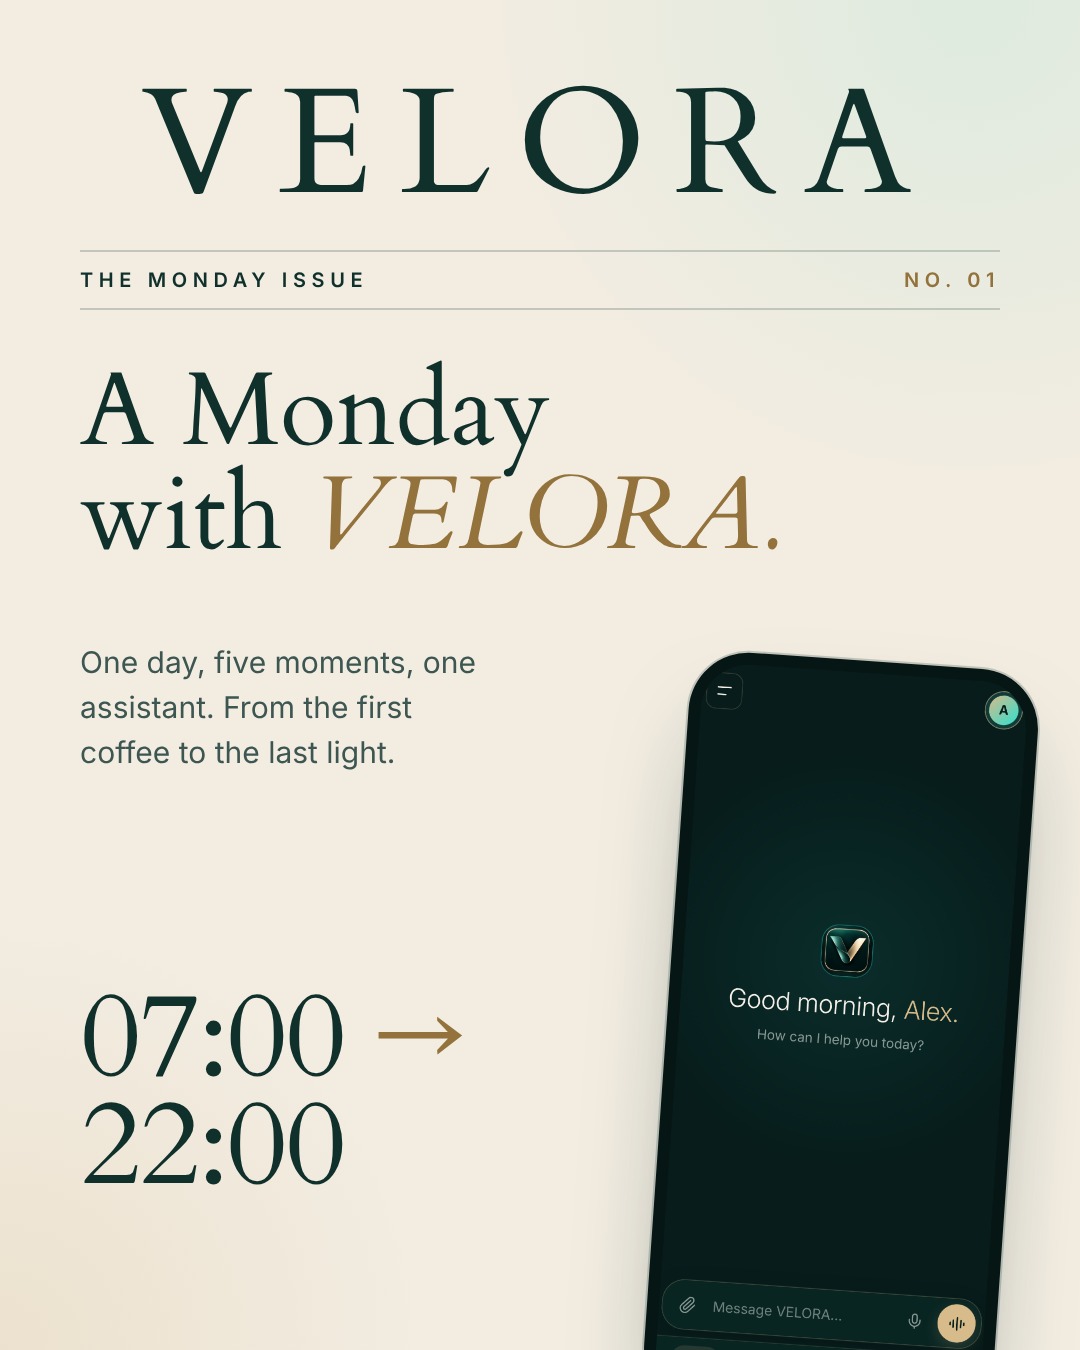 VELORA
THE MONDAY ISSUE
NO. 01
A Monday
with VELORA.
One day, five moments, one
assistant. From the first
coffee to the last light.
07:00 →
22:00
A
Good morning, Alex.
How can I help you today?
Message VELORA...